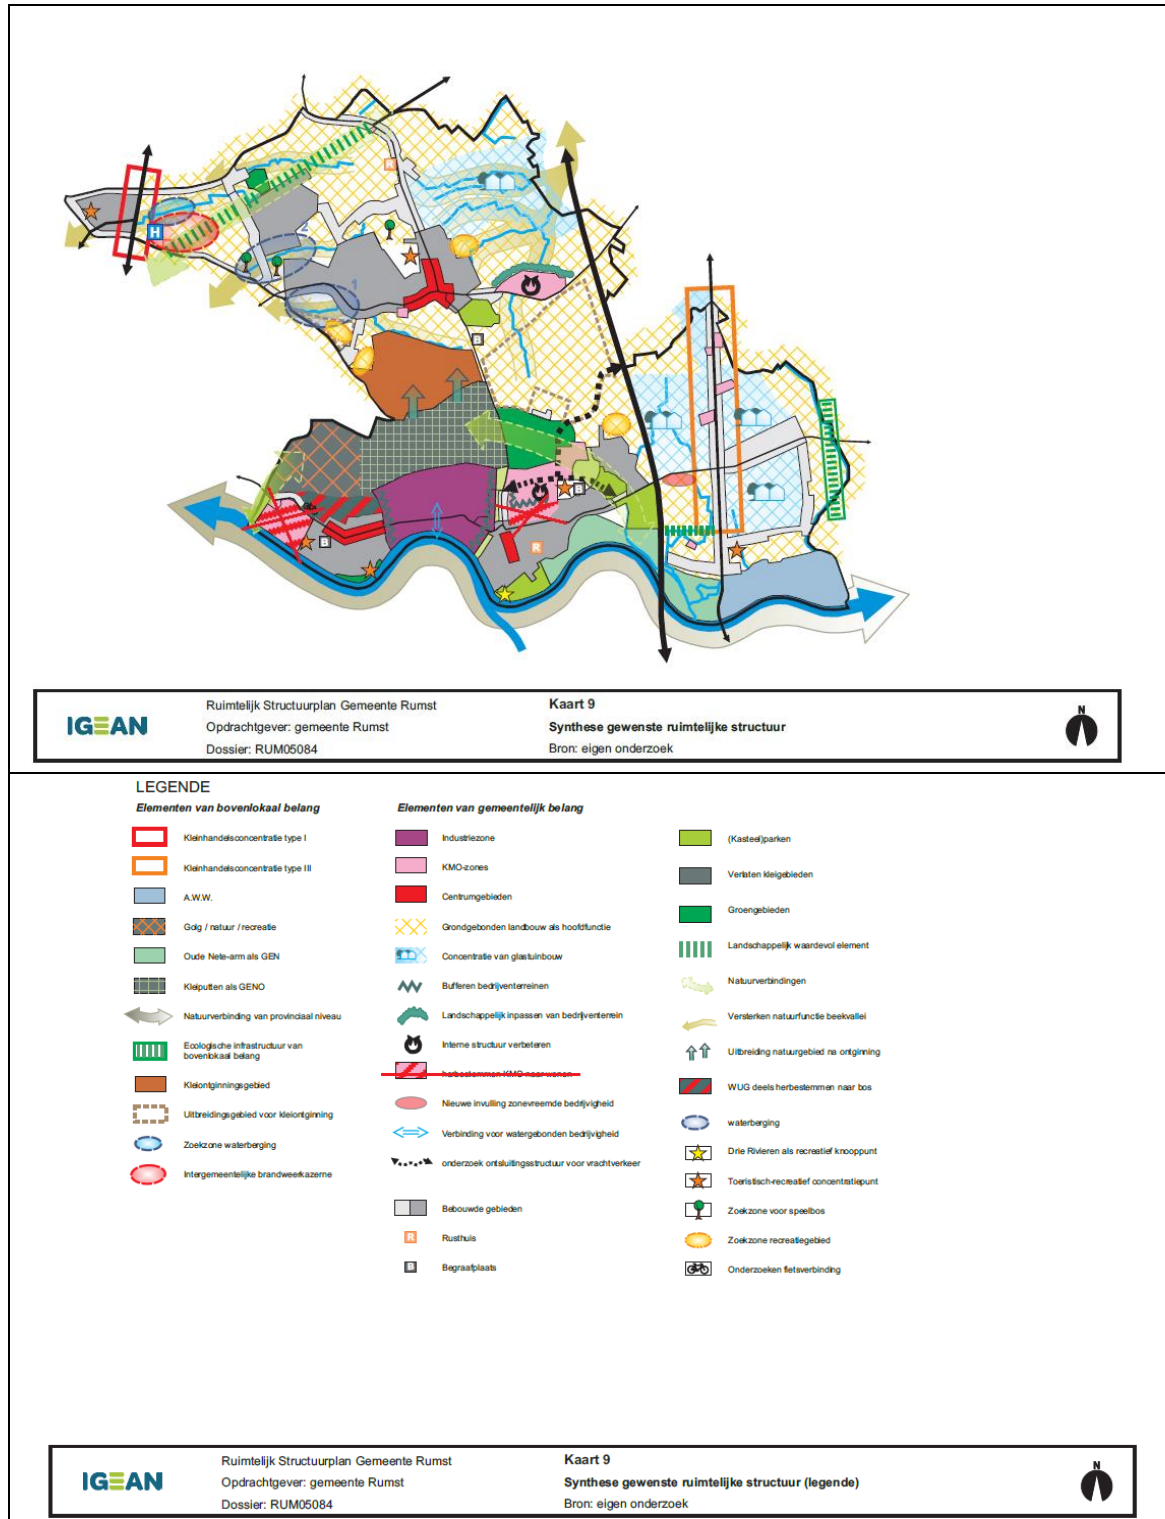 H
2
1
R
B
B
R
B
IGEAN
Ruimtelijk Structuurplan Gemeente Rumst
Opdrachtgever: gemeente Rumst
Dossier: RUM05084
Kaart 9
Synthese gewenste ruimtelijke structuur
Bron: eigen onderzoek
N
LEGENDE
Elementen van bovenlokaal belang
Kleinhandelsconcentratie type I
Kleinhandelsconcentratie type III
A.W.W.
Golg / natuur / recreatie
Oude Nete-arm als GEN
Kleiputten als GENO
Natuurverbinding van provinciaal niveau
Ecologische infrastructuur van
bovenlokaal belang
Kleiontginningsgebied
Uitbreidingsgebied voor kleiontginning
Zoekzone waterberging
Intergemeentelijke brandweerkazerne
Elementen van gemeentelijk belang
Industriezone
KMO-zones
Centrumgebieden
Grondgebonden landbouw als hoofdfunctie
Concentratie van glastuinbouw
Bufferen bedrijventerreinen
Landschappelijk inpassen van bedrijventerrein
Interne structuur verbeteren
herbestemmen KMO naar wonen
Nieuwe invulling zonevreemde bedrijvigheid
Verbinding voor watergebonden bedrijvigheid
onderzoek ontsluitingsstructuur voor vrachtverkeer
Bebouwde gebieden
R Rusthuis
B Begraafplaats
(Kasteel)parken
Verlaten kleigebieden
Groengebieden
Landschappelijk waardevol element
Natuurverbindingen
Versterken natuurfunctie beekvallei
Uitbreiding natuurgebied na ontginning
WUG deels herbestemmen naar bos
waterberging
Drie Rivieren als recreatief knooppunt
Toeristisch-recreatief concentratiepunt
Zoekzone voor speelbos
Zoekzone recreatiegebied
Onderzoeken fietsverbinding
IGEAN
Ruimtelijk Structuurplan Gemeente Rumst
Opdrachtgever: gemeente Rumst
Dossier: RUM05084
Kaart 9
Synthese gewenste ruimtelijke structuur (legende)
Bron: eigen onderzoek
N